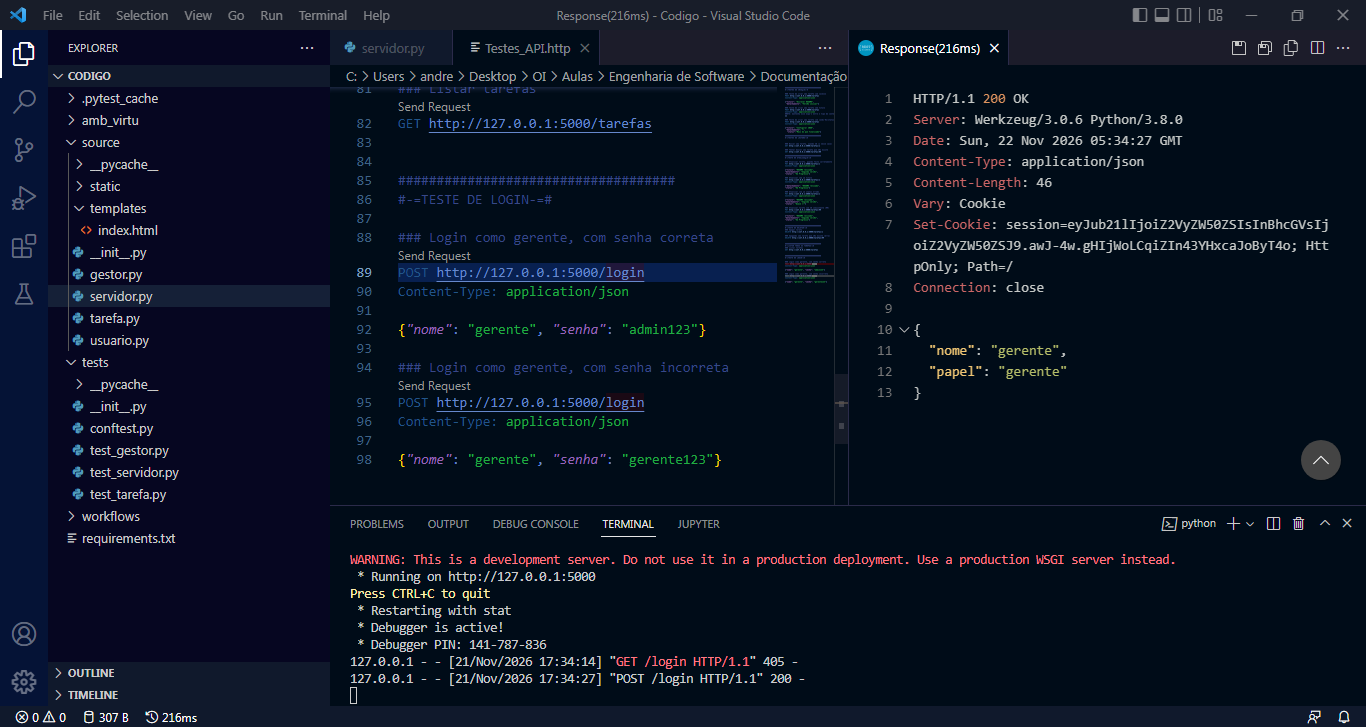 File Edit Selection View Go Run Terminal Help
Response(216ms) - Codigo - Visual Studio Code
EXPLORER
CODIGO
.pytest_cache
amb_virtu
source
__pycache__
static
templates
index.html
__init__.py
gestor.py
servidor.py
tarefa.py
usuario.py
tests
__pycache__
__init__.py
conftest.py
test_gestor.py
test_servidor.py
test_tarefa.py
workflows
requirements.txt
OUTLINE
TIMELINE
servidor.py
Testes_API.http
C: > Users > andre > Desktop > OI > Aulas > Engenharia de Software > Documentação
81 ### Listar tarefas
Send Request
82 GET http://127.0.0.1:5000/tarefas
83
84
85 ####################################
86 #-=TESTE DE LOGIN-=#
87
88 ### Login como gerente, com senha correta
Send Request
89 POST http://127.0.0.1:5000/login
90 Content-Type: application/json
91
92 {"nome": "gerente", "senha": "admin123"}
93
94 ### Login como gerente, com senha incorreta
Send Request
95 POST http://127.0.0.1:5000/login
96 Content-Type: application/json
97
98 {"nome": "gerente", "senha": "gerente123"}
Response(216ms)
1 HTTP/1.1 200 OK
2 Server: Werkzeug/3.0.6 Python/3.8.0
3 Date: Sun, 22 Nov 2026 05:34:27 GMT
4 Content-Type: application/json
5 Content-Length: 46
6 Vary: Cookie
7 Set-Cookie: session=eyJub21lIjoiZ2VyZW50ZSIsInBhcGVsIj
oiZ2VyZW50ZSJ9.awJ-4w.gHIjWoLCqiZIn43YHxcaJoByT4o; Htt
pOnly; Path=/
8 Connection: close
9
10 {
11 "nome": "gerente",
12 "papel": "gerente"
13 }
PROBLEMS OUTPUT DEBUG CONSOLE TERMINAL JUPYTER
python
WARNING: This is a development server. Do not use it in a production deployment. Use a production WSGI server instead.
* Running on http://127.0.0.1:5000
Press CTRL+C to quit
* Restarting with stat
* Debugger is active!
* Debugger PIN: 141-787-836
127.0.0.1 - - [21/Nov/2026 17:34:14] "GET /login HTTP/1.1" 405 -
127.0.0.1 - - [21/Nov/2026 17:34:27] "POST /login HTTP/1.1" 200 -
0 0 307 B 216ms